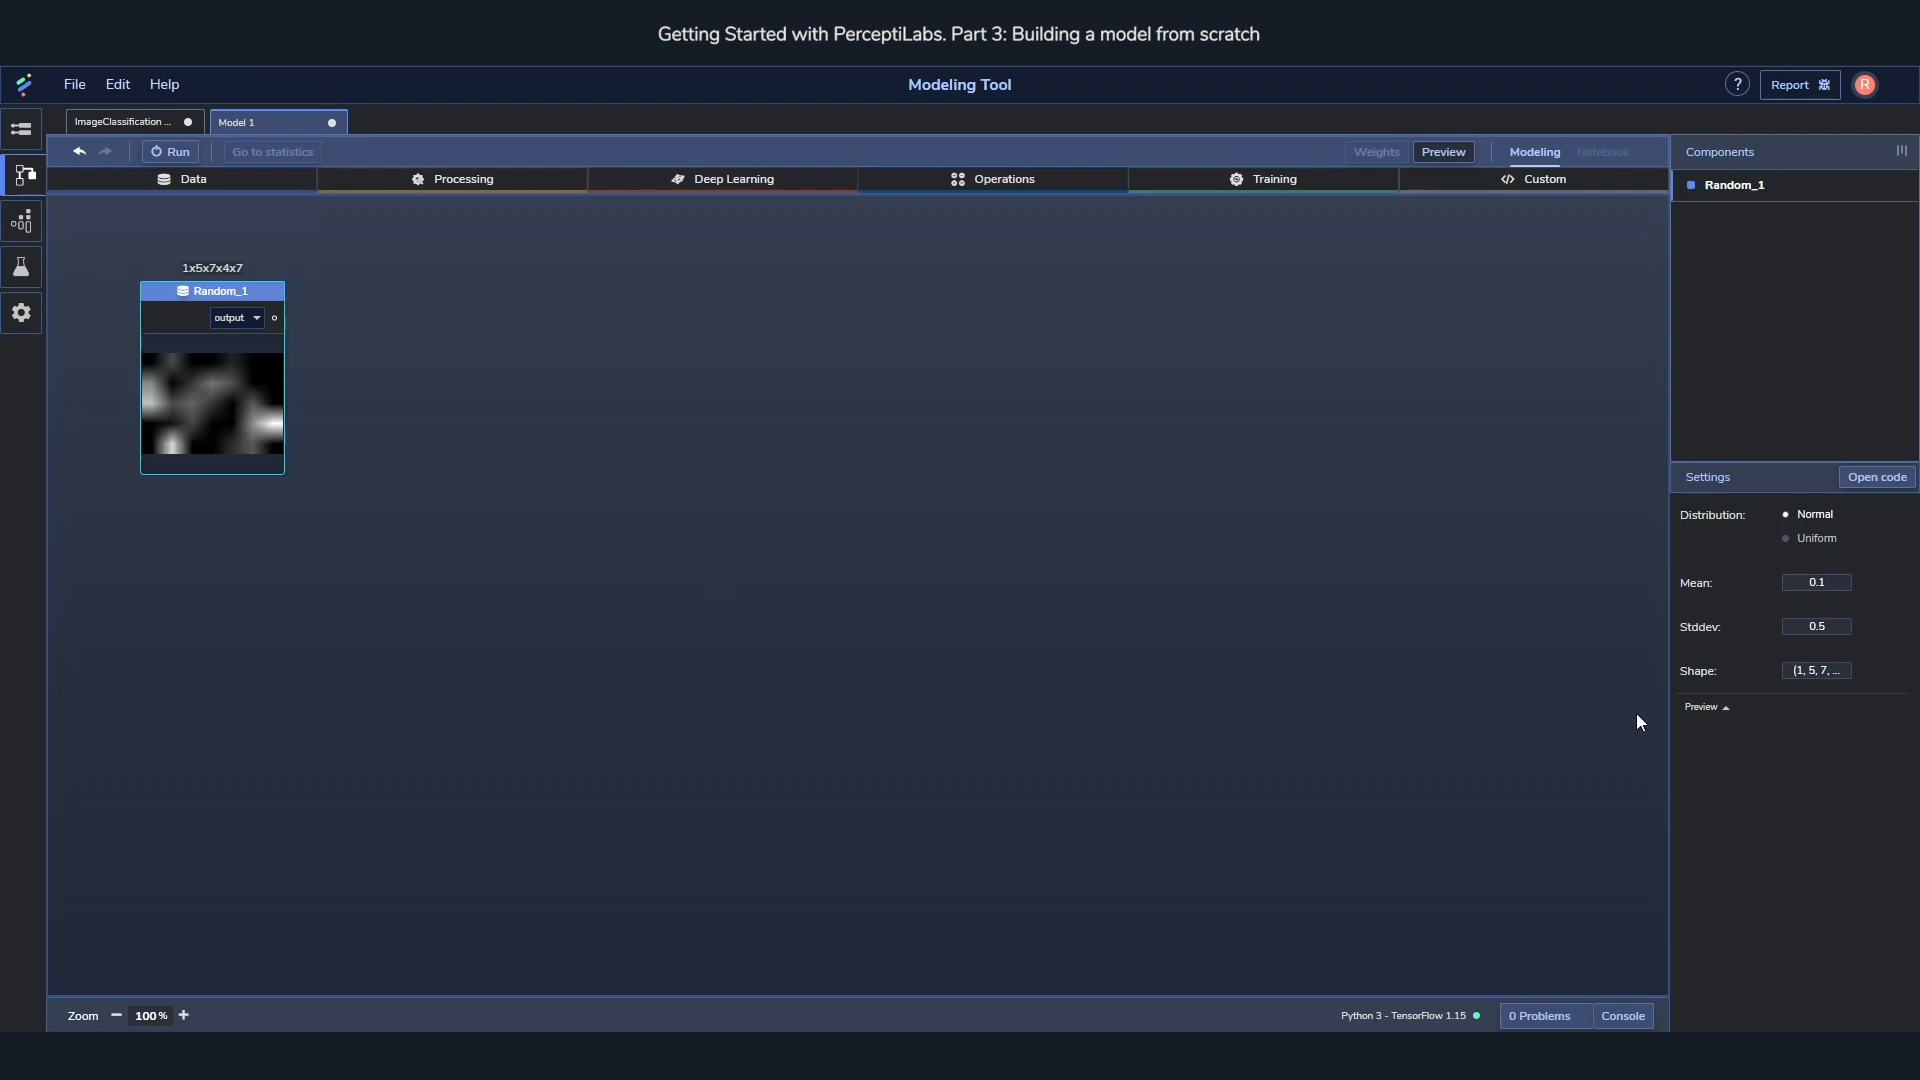 Getting Started with PerceptiLabs. Part 3: Building a model from scratch
File Edit Help
Modeling Tool
? Report R
ImageClassification ...
Model 1
Run
Go to statistics
Weights
Preview
Modeling
Notebook
Components
Data
Processing
Deep Learning
Operations
Training
Custom
Random_1
1x5x7x4x7
Random_1
output
Settings
Open code
Distribution: Normal
Uniform
Mean: 0.1
Stddev: 0.5
Shape: (1, 5, 7, ...
Preview
Zoom - 100% +
Python 3 - TensorFlow 1.15
0 Problems
Console